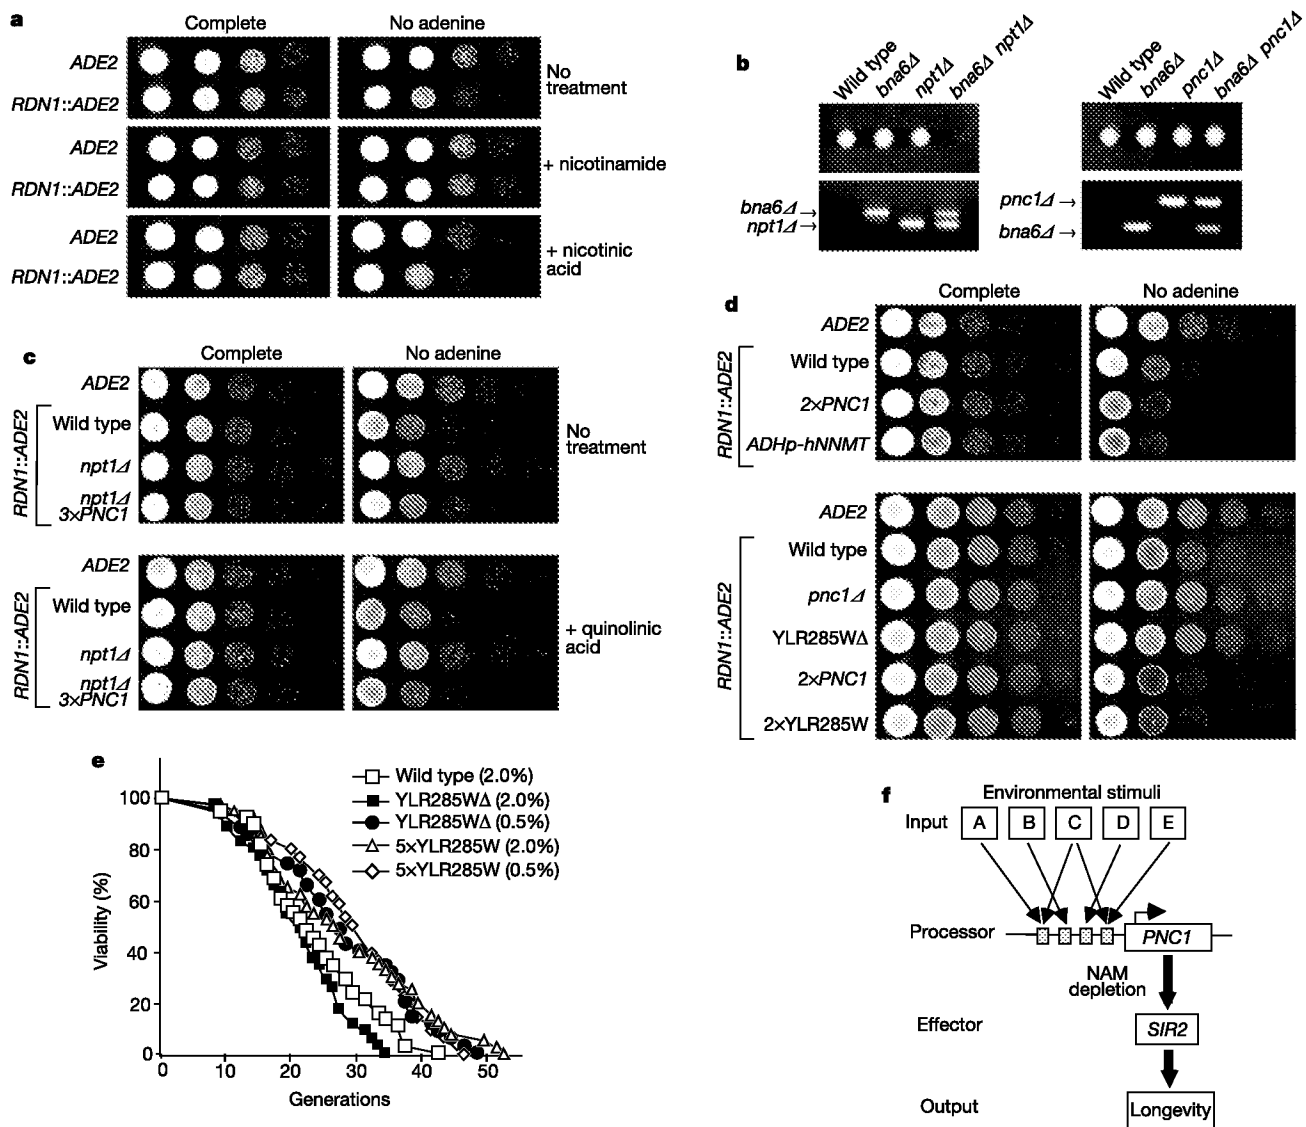 a
Complete
No adenine
ADE2
RDN1::ADE2
No
treatment
ADE2
RDN1::ADE2
+ nicotinamide
ADE2
RDN1::ADE2
+ nicotinic
acid
b
Wild type
bna6Δ
npt1Δ
bna6Δ npt1Δ
bna6Δ →
npt1Δ →
Wild type
bna6Δ
pnc1Δ
bna6Δ pnc1Δ
pnc1Δ →
bna6Δ →
c
Complete
No adenine
ADE2
RDN1::ADE2
Wild type
npt1Δ
npt1Δ
3×PNC1
No
treatment
ADE2
RDN1::ADE2
Wild type
npt1Δ
npt1Δ
3×PNC1
+ quinolinic
acid
d
Complete
No adenine
ADE2
RDN1::ADE2
Wild type
2×PNC1
ADHp-hNNMT
ADE2
RDN1::ADE2
Wild type
pnc1Δ
YLR285WΔ
2×PNC1
2×YLR285W
e
Wild type (2.0%)
YLR285WΔ (2.0%)
YLR285WΔ (0.5%)
5×YLR285W (2.0%)
5×YLR285W (0.5%)
Viability (%)
100
80
60
40
20
0
0 10 20 30 40 50
Generations
f
Environmental stimuli
Input A B C D E
Processor PNC1
NAM
depletion
Effector SIR2
Output Longevity